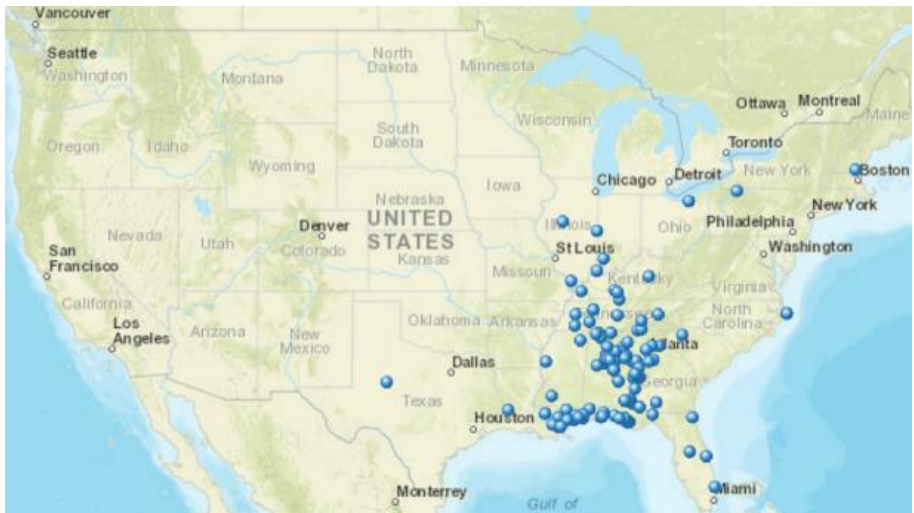 Vancouver
Seattle
Washington
Montana
North
Dakota
Minnesota
Ottawa
Montreal
Maine
Oregon
Idaho
South
Dakota
Wisconsin
Toronto
Wyoming
Chicago
Detroit
New York
Boston
Nebraska
Iowa
New York
Nevada
Utah
Denver
Colorado
UNITED
STATES
Kansas
Illinois
Ohio
Philadelphia
St Louis
Washington
San
Francisco
Missouri
Kentucky
Virginia
California
Los
Angeles
Arizona
New
Mexico
Oklahoma
Arkansas
North
Carolina
Dallas
Texas
Georgia
Houston
Monterrey
Gulf of
Miami